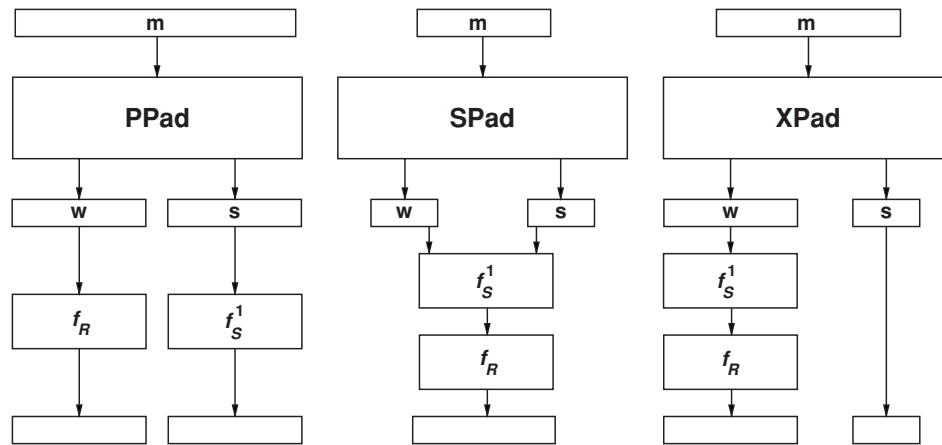 m m m
PPad SPad XPad
w s w s w s
f_S^1 f_S^1
f_R f_S^1
f_R f_R